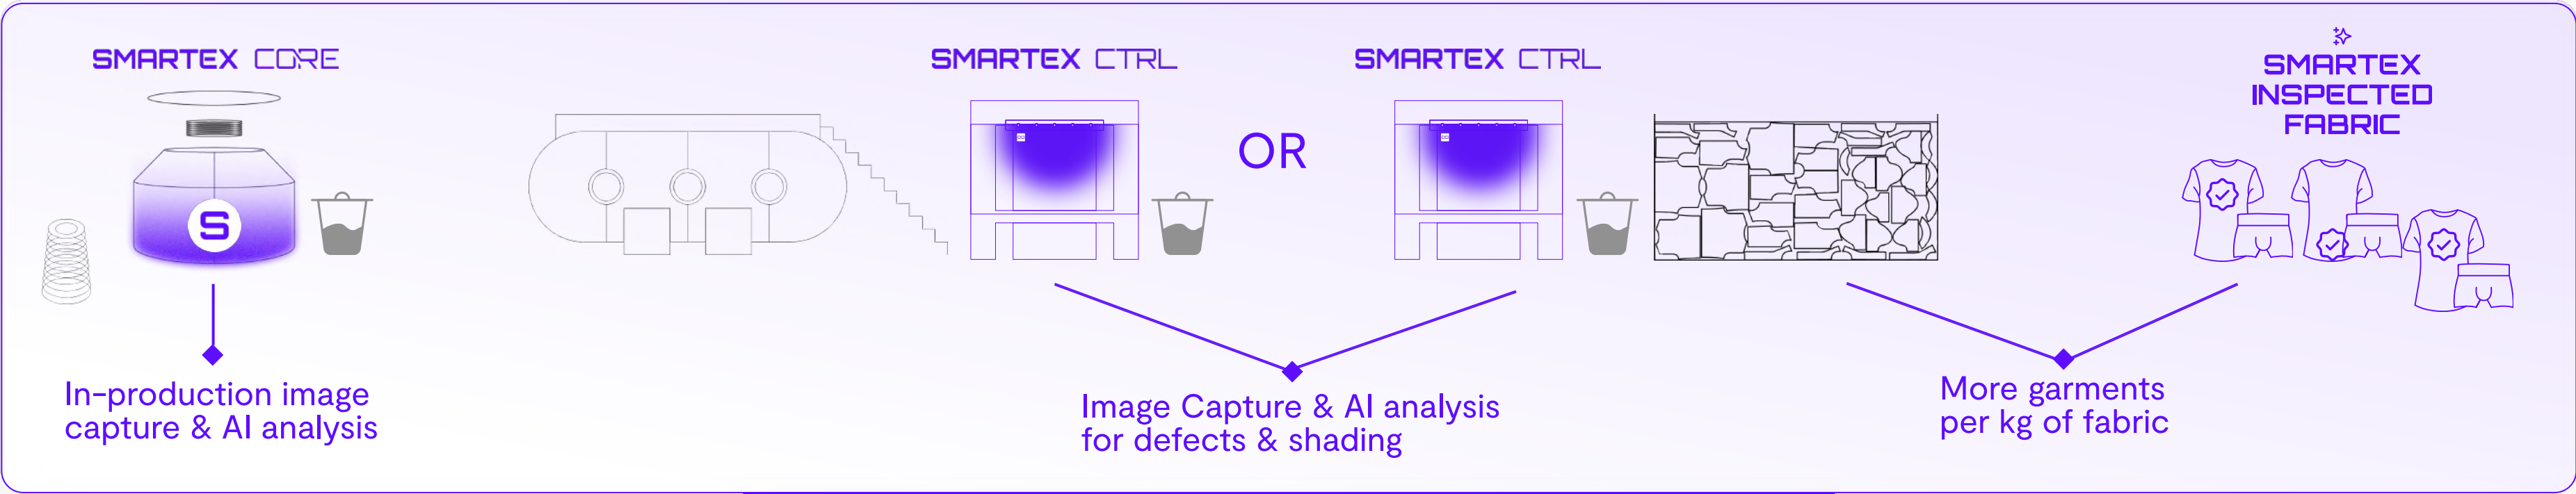 SMARTEX CORE
SMARTEX CTRL
OR
SMARTEX CTRL
SMARTEX
INSPECTED
FABRIC
S
In-production image
capture & AI analysis
Image Capture & AI analysis
for defects & shading
More garments
per kg of fabric